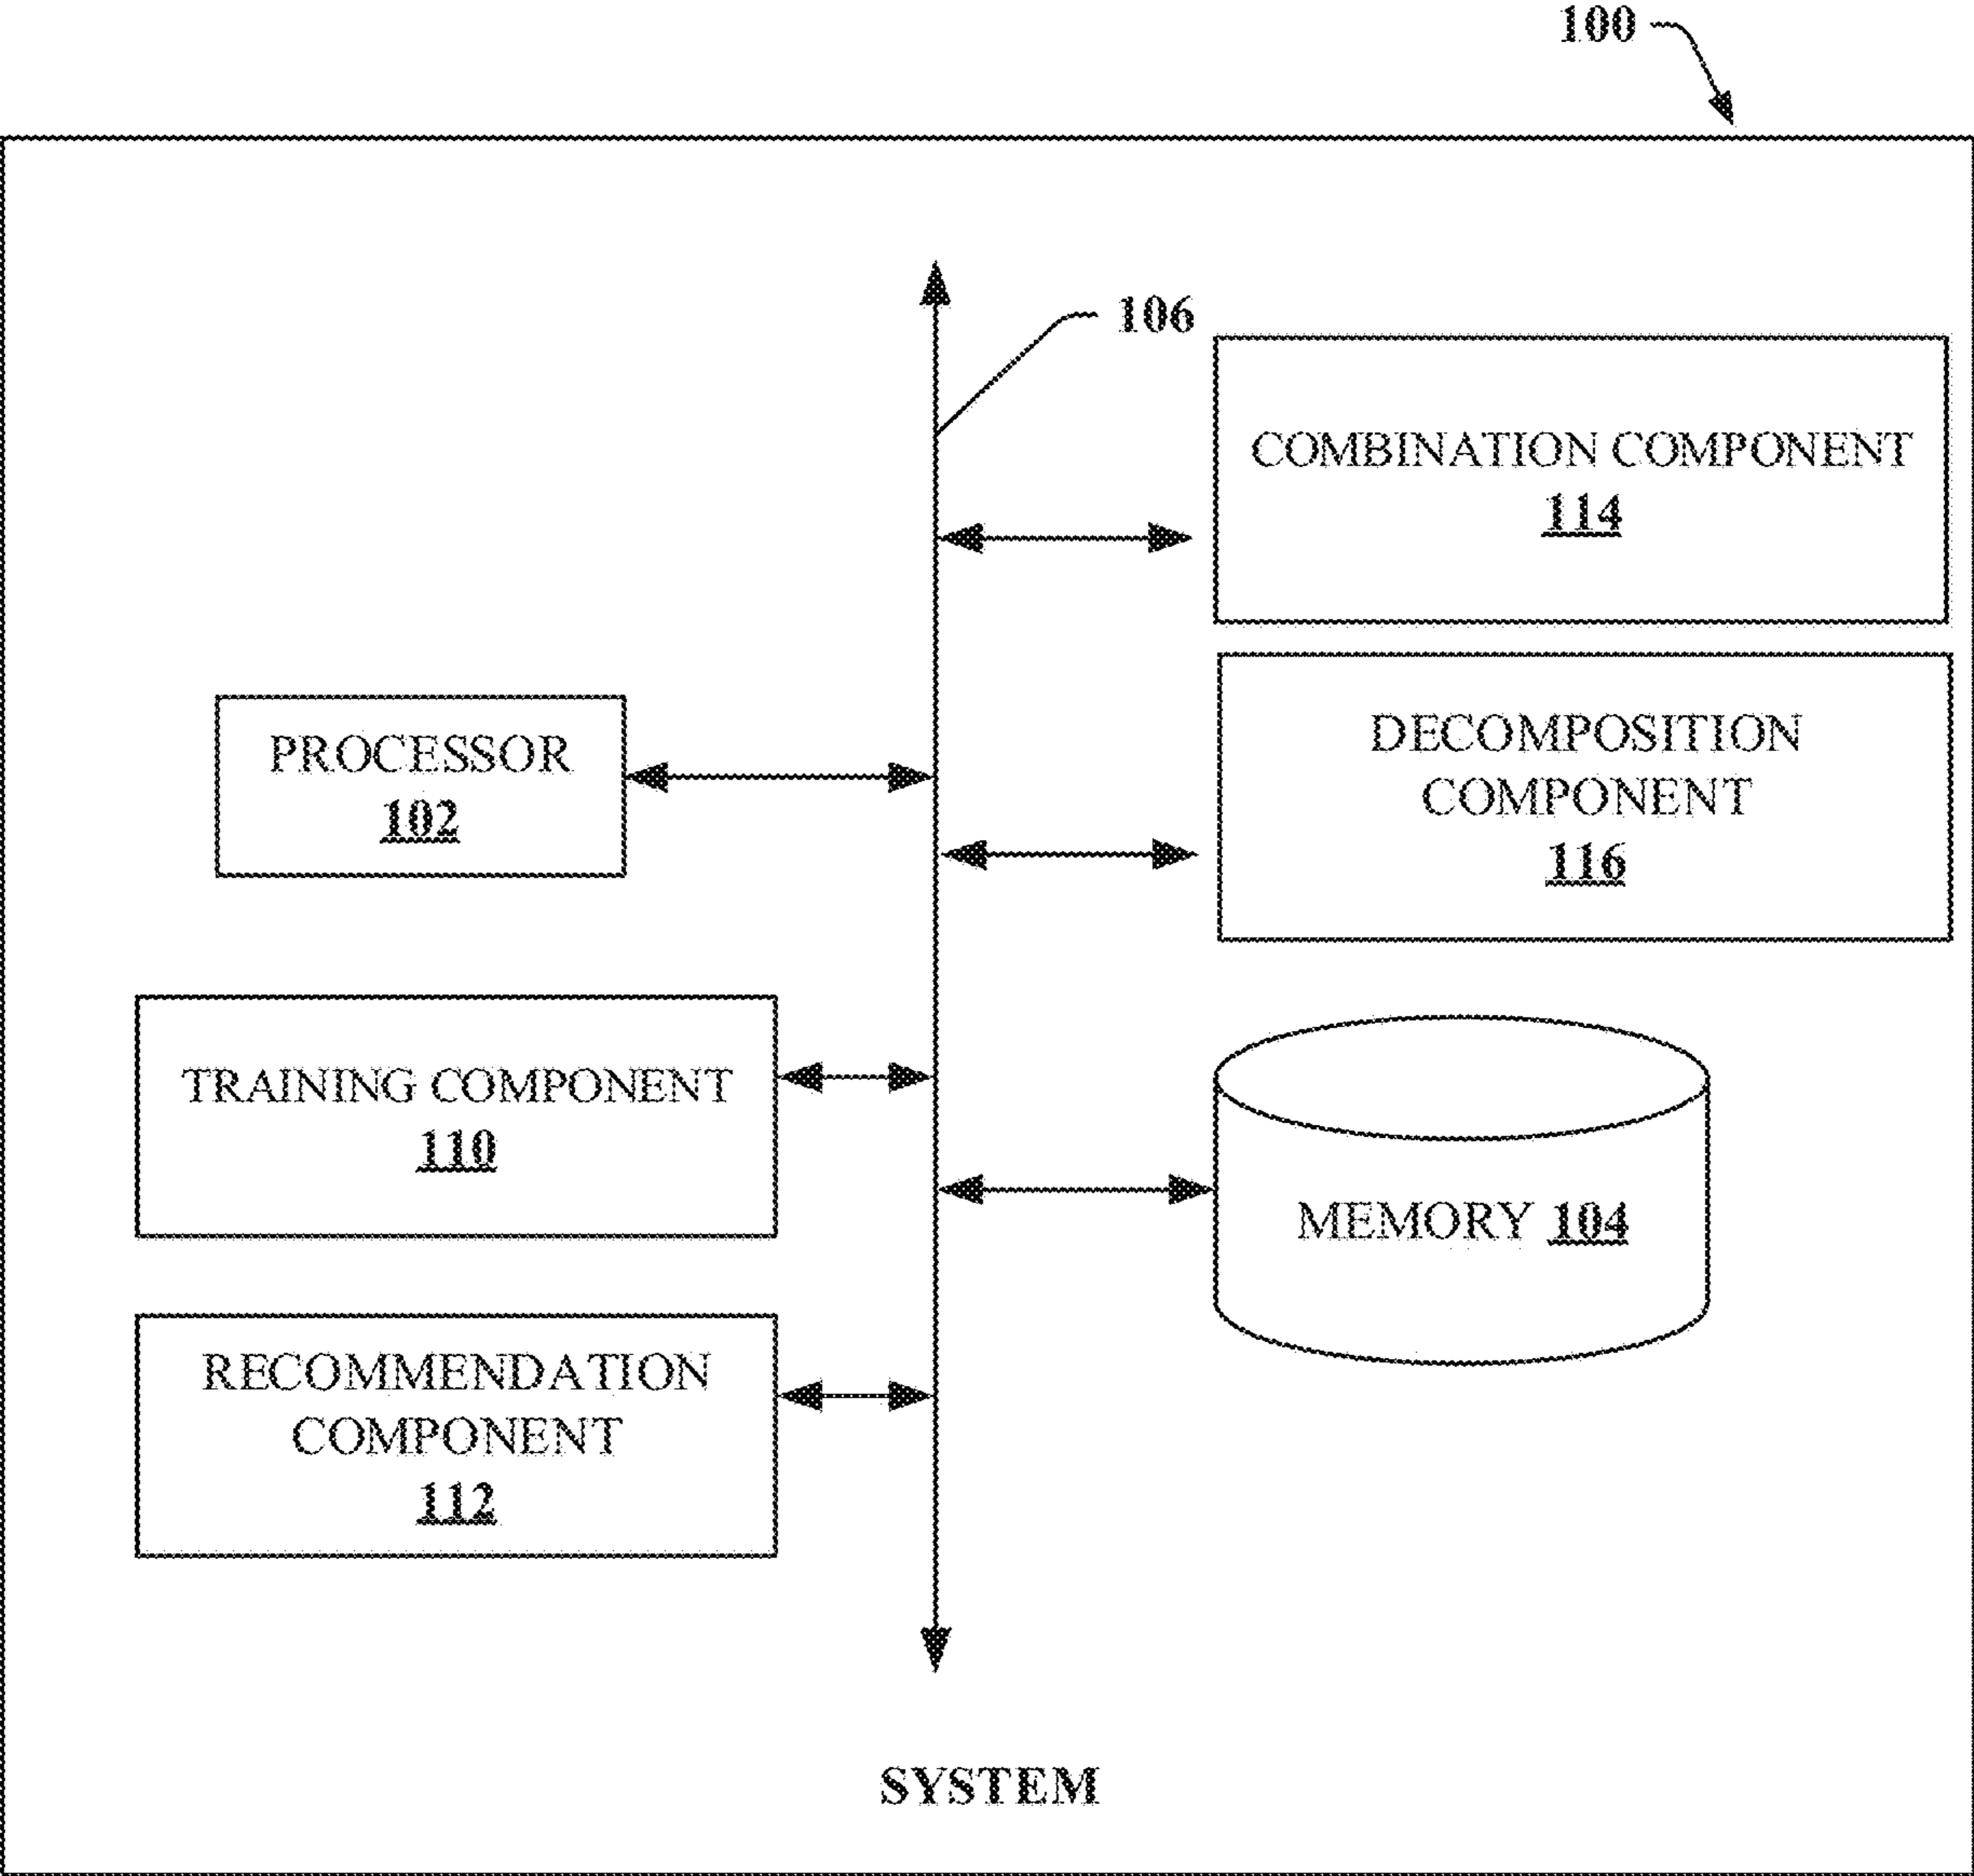 100
106
COMBINATION COMPONENT
114
PROCESSOR
102
DECOMPOSITION
COMPONENT
116
TRAINING COMPONENT
110
MEMORY 104
RECOMMENDATION
COMPONENT
112
SYSTEM